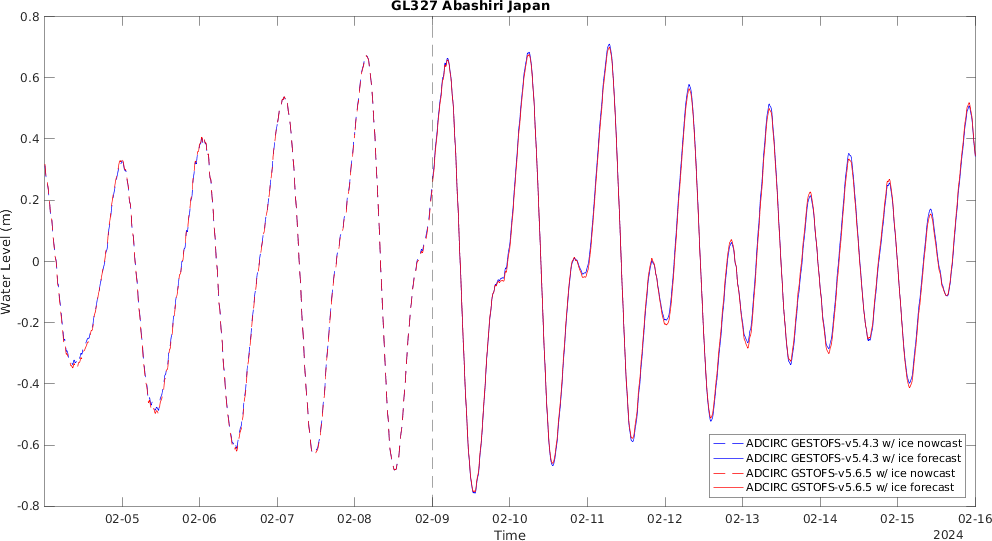 GL327 Abashiri Japan
0.8
0.6
0.4
0.2
0
-0.2
-0.4
-0.6
-0.8
Water Level (m)
ADCIRC GESTOFS-v5.4.3 w/ ice nowcast
ADCIRC GESTOFS-v5.4.3 w/ ice forecast
ADCIRC GSTOFS-v5.6.5 w/ ice nowcast
ADCIRC GSTOFS-v5.6.5 w/ ice forecast
02-05 02-06 02-07 02-08 02-09 02-10 02-11 02-12 02-13 02-14 02-15 02-16
Time
2024